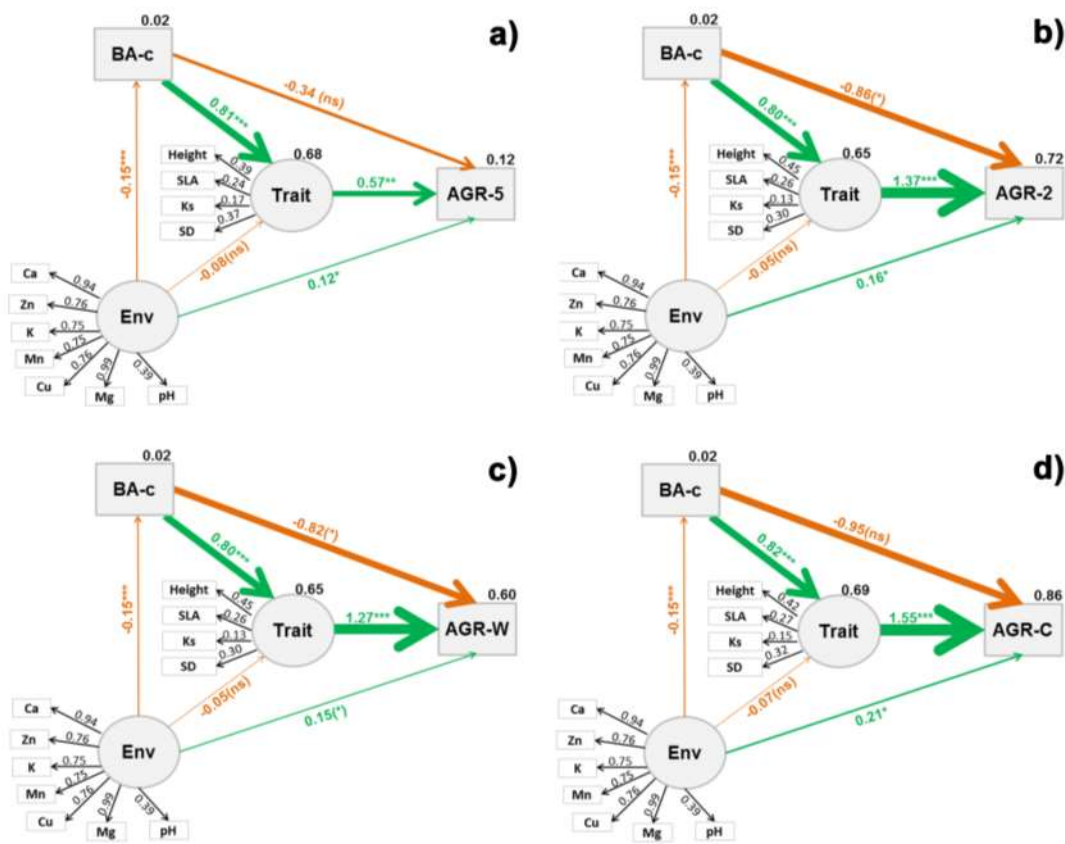 a)
0.02
BA-c
-0.34 (ns)
0.81***
-0.15***
Height
0.39
SLA
0.24
Ks
0.17
SD
0.37
0.68
Trait
0.57**
0.12
AGR-5
-0.08(ns)
0.12*
Env
Ca
0.94
Zn
0.76
K
0.75
Mn
0.75
Cu
0.76
Mg
0.99
pH
0.39
b)
0.02
BA-c
-0.86(*)
0.80***
-0.15***
Height
0.45
SLA
0.26
Ks
0.13
SD
0.30
0.65
Trait
1.37***
0.72
AGR-2
-0.05(ns)
0.16*
Env
Ca
0.94
Zn
0.76
K
0.75
Mn
0.75
Cu
0.76
Mg
0.99
pH
0.39
c)
0.02
BA-c
-0.82(*)
0.80***
-0.15***
Height
0.45
SLA
0.26
Ks
0.13
SD
0.30
0.65
Trait
1.27***
0.60
AGR-W
-0.05(ns)
0.15(*)
Env
Ca
0.94
Zn
0.76
K
0.75
Mn
0.75
Cu
0.76
Mg
0.99
pH
0.39
d)
0.02
BA-c
-0.95(ns)
0.82***
-0.15***
Height
0.42
SLA
0.27
Ks
0.15
SD
0.32
0.69
Trait
1.55***
0.86
AGR-C
-0.07(ns)
0.21*
Env
Ca
0.94
Zn
0.76
K
0.75
Mn
0.75
Cu
0.76
Mg
0.99
pH
0.39